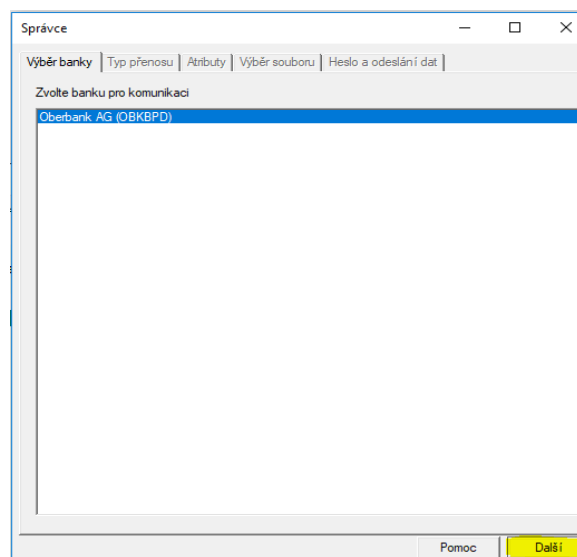 Správce
Výběr banky Typ přenosu Atributy Výběr souboru Heslo a odeslání dat
Zvolte banku pro komunikaci
Oberbank AG (OBKBPD)
Pomoc Další